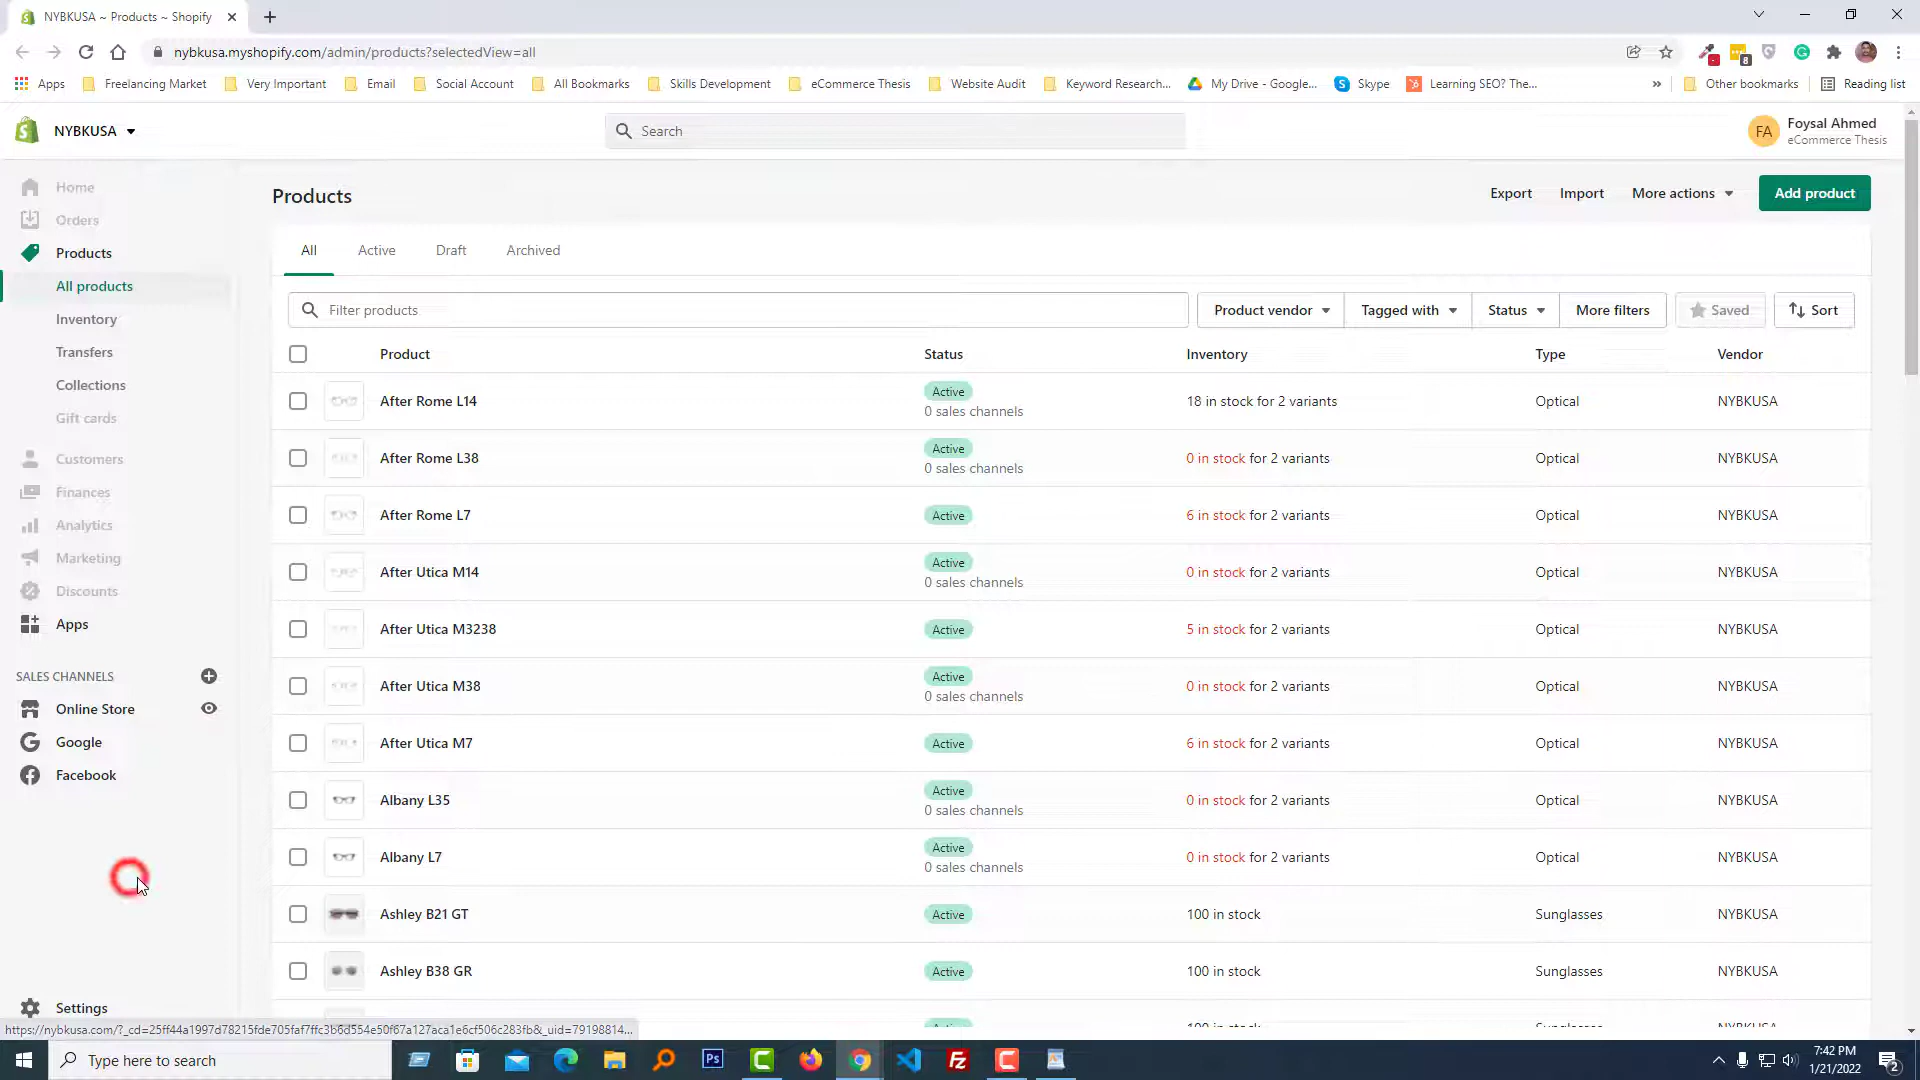 NYBKUSA ~ Products ~ Shopify
nybkusa.myshopify.com/admin/products?selectedView=all
8
Apps
Freelancing Market
Very Important
Email
Social Account
All Bookmarks
Skills Development
eCommerce Thesis
Website Audit
Keyword Research...
My Drive - Google...
Skype
Learning SEO? The...
»
Other bookmarks
Reading list
NYBKUSA
Search
FA
Foysal Ahmed
eCommerce Thesis
Home
Orders
Products
All products
Inventory
Transfers
Collections
Gift cards
Customers
Finances
Analytics
Marketing
Discounts
Apps
SALES CHANNELS
Online Store
Google
Facebook
Settings
Products
Export
Import
More actions
Add product
All
Active
Draft
Archived
Filter products
Product vendor
Tagged with
Status
More filters
Saved
Sort
Product Status Inventory Type Vendor
After Rome L14 Active 0 sales channels 18 in stock for 2 variants Optical NYBKUSA
After Rome L38 Active 0 sales channels 0 in stock for 2 variants Optical NYBKUSA
After Rome L7 Active 6 in stock for 2 variants Optical NYBKUSA
After Utica M14 Active 0 sales channels 0 in stock for 2 variants Optical NYBKUSA
After Utica M3238 Active 5 in stock for 2 variants Optical NYBKUSA
After Utica M38 Active 0 sales channels 0 in stock for 2 variants Optical NYBKUSA
After Utica M7 Active 6 in stock for 2 variants Optical NYBKUSA
Albany L35 Active 0 sales channels 0 in stock for 2 variants Optical NYBKUSA
Albany L7 Active 0 sales channels 0 in stock for 2 variants Optical NYBKUSA
Ashley B21 GT Active 100 in stock Sunglasses NYBKUSA
Ashley B38 GR Active 100 in stock Sunglasses NYBKUSA
Active 100 in stock Sunglasses NYBKUSA
https://nybkusa.com/?_cd=25ff44a1997d78215fde705faf7ffc3b6d554e50f67a127aca1e6cf506c283fb&_uid=79198814...
Type here to search
Ps
Fz
7:42 PM
1/21/2022
2